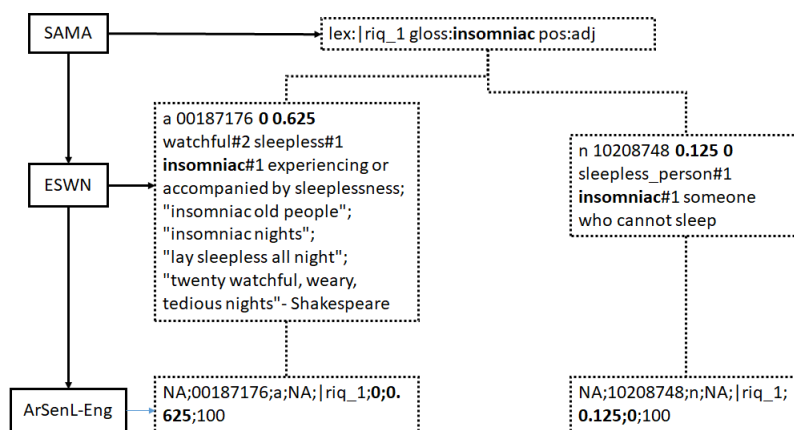 SAMA
lex:|riq_1 gloss:insomniac pos:adj
a 00187176 0 0.625
watchful#2 sleepless#1
insomniac#1 experiencing or
accompanied by sleeplessness;
"insomniac old people";
"insomniac nights";
"lay sleepless all night";
"twenty watchful, weary,
tedious nights"- Shakespeare
n 10208748 0.125 0
sleepless_person#1
insomniac#1 someone
who cannot sleep
ESWN
ArSenL-Eng
NA;00187176;a;NA;|riq_1;0;0.
625;100
NA;10208748;n;NA;|riq_1;
0.125;0;100